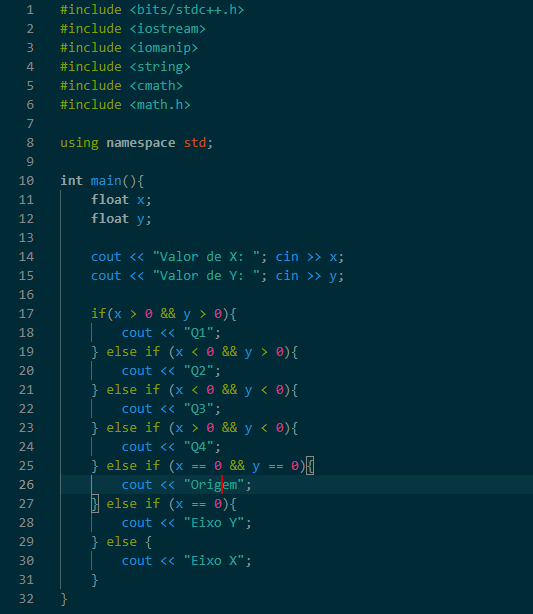 1 #include <bits/stdc++.h>
2 #include <iostream>
3 #include <iomanip>
4 #include <string>
5 #include <cmath>
6 #include <math.h>
7
8 using namespace std;
9
10 int main(){
11     float x;
12     float y;
13
14     cout << "Valor de X: "; cin >> x;
15     cout << "Valor de Y: "; cin >> y;
16
17     if(x > 0 && y > 0){
18         cout << "Q1";
19     } else if (x < 0 && y > 0){
20         cout << "Q2";
21     } else if (x < 0 && y < 0){
22         cout << "Q3";
23     } else if (x > 0 && y < 0){
24         cout << "Q4";
25     } else if (x == 0 && y == 0){
26         cout << "Origem";
27     } else if (x == 0){
28         cout << "Eixo Y";
29     } else {
30         cout << "Eixo X";
31     }
32 }